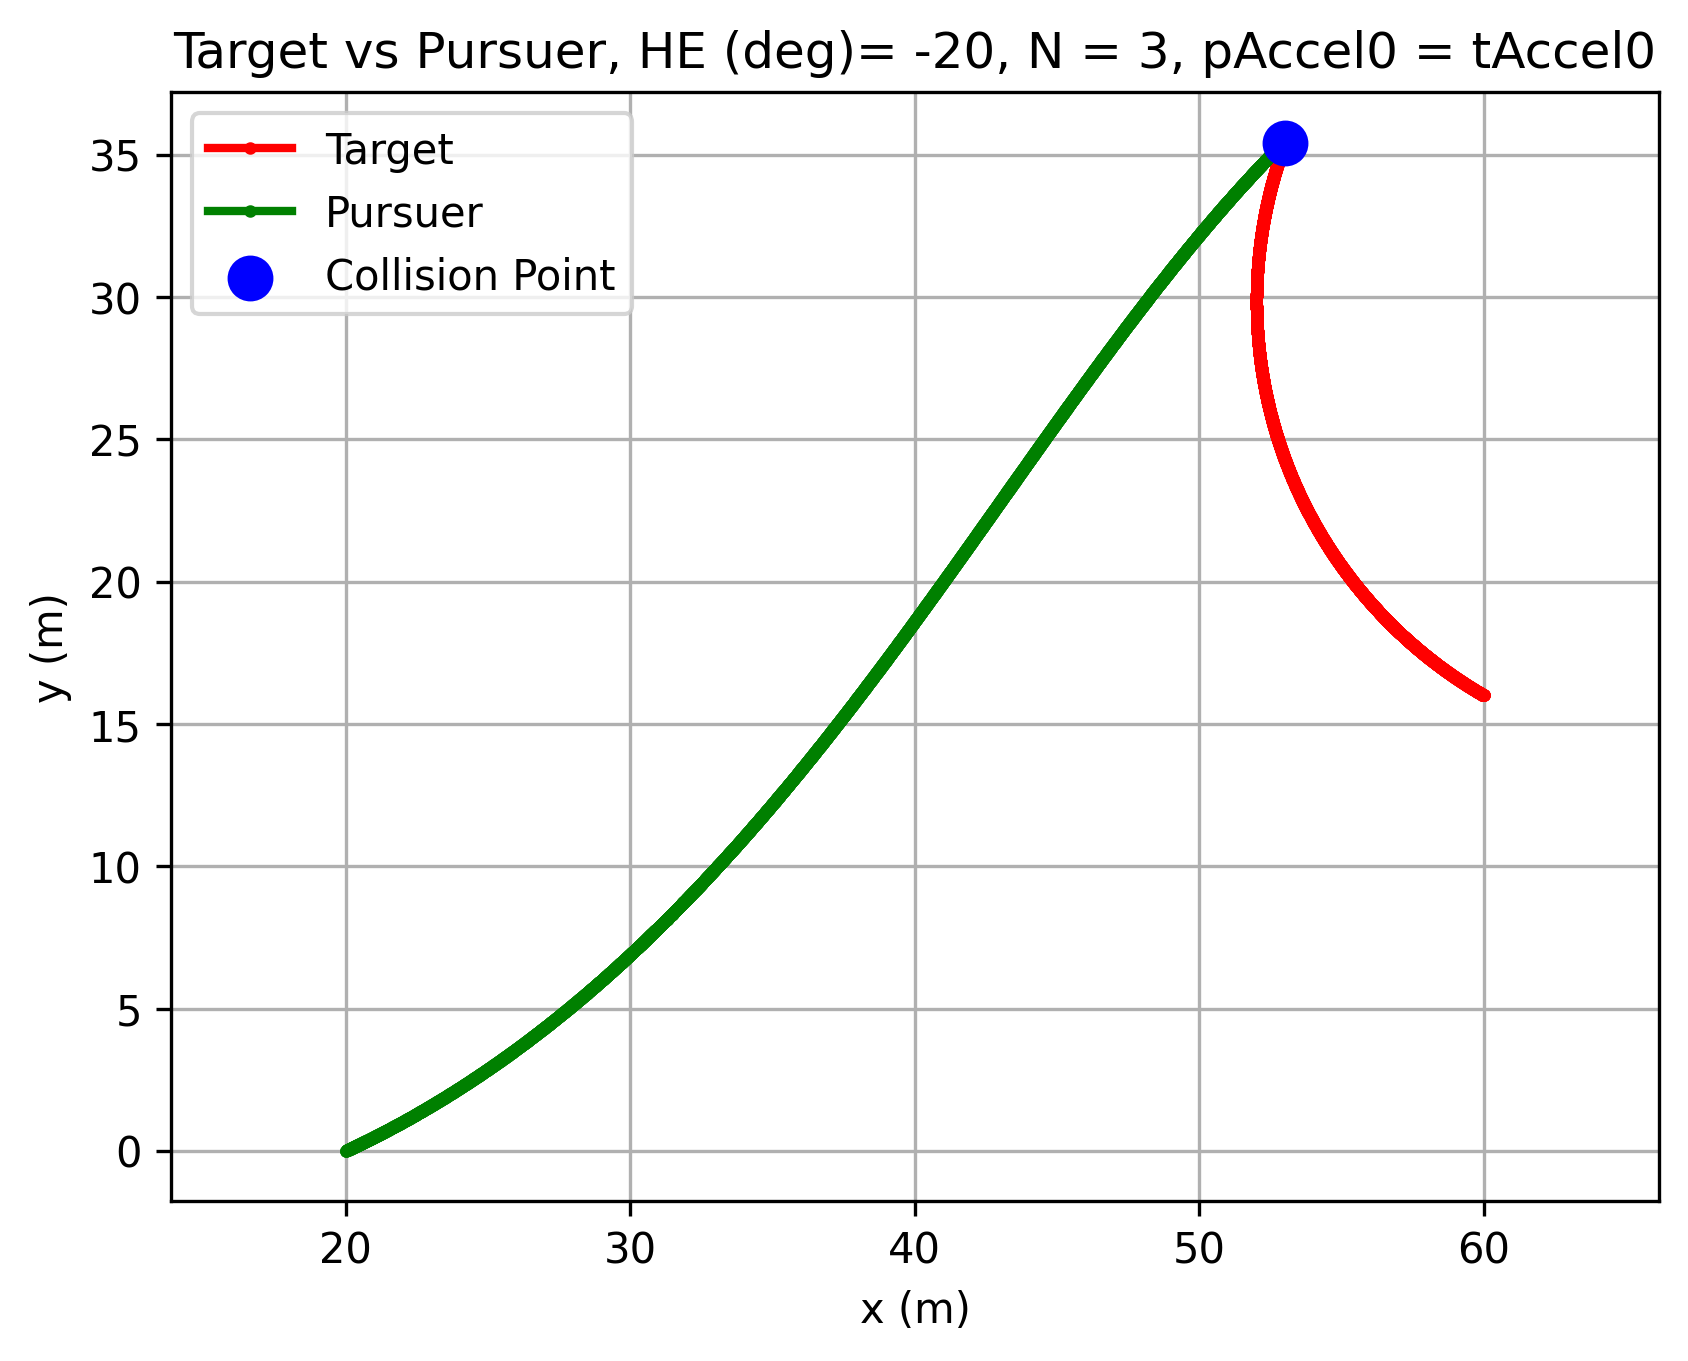 Target vs Pursuer, HE (deg)= -20, N = 3, pAccel0 = tAccel0
Target
Pursuer
Collision Point
35
30
25
20
15
10
5
0
y (m)
20 30 40 50 60
x (m)